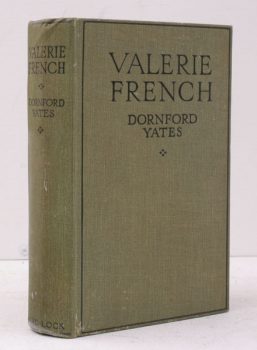 VALERIE
FRENCH
DORNFORD
YATES
VALERIE
FRENCH
DORNFORD
YATES
LOCK